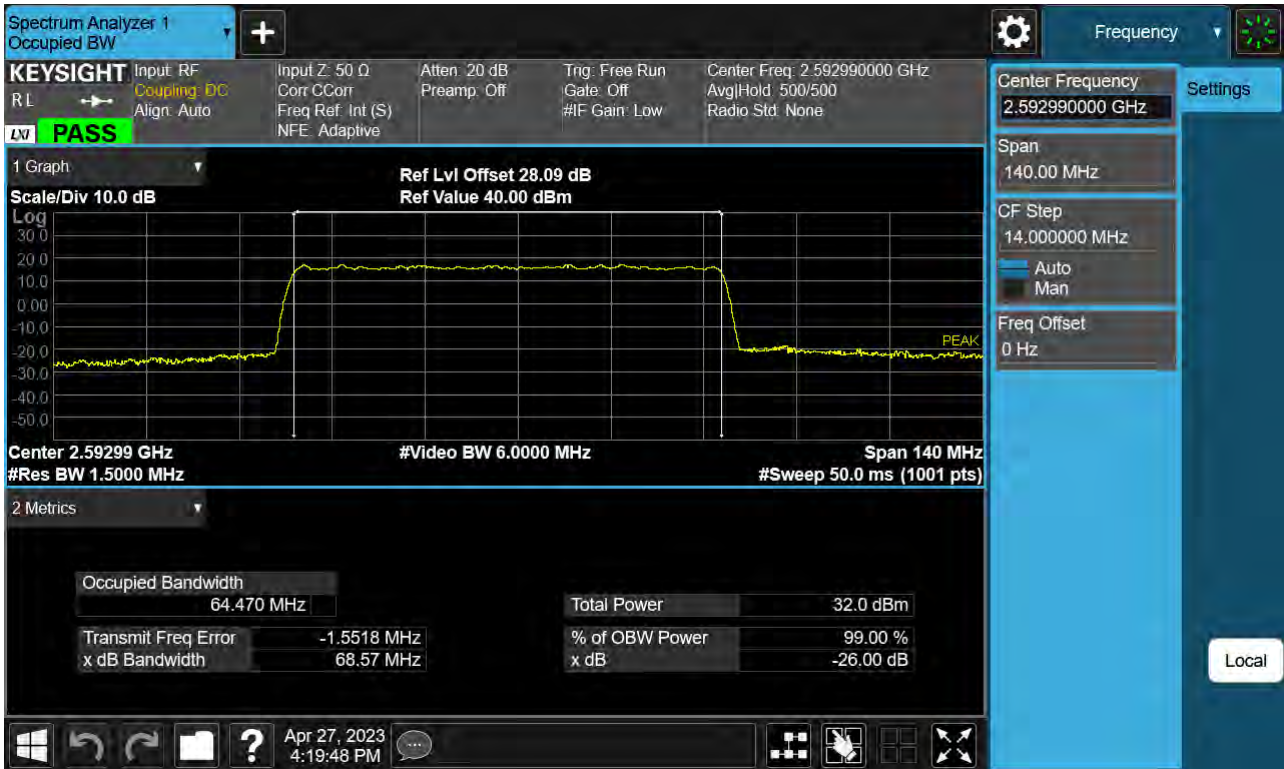 Spectrum Analyzer 1
Occupied BW
Frequency
KEYSIGHT
R L
LXI
PASS
Input: RF
Coupling: DC
Align: Auto
Input Z: 50 Ω
Corr CCorr
Freq Ref: Int (S)
NFE: Adaptive
Atten: 20 dB
Preamp: Off
Trig: Free Run
Gate: Off
#IF Gain: Low
Center Freq: 2.592990000 GHz
Avg|Hold: 500/500
Radio Std: None
Center Frequency
2.592990000 GHz
Settings
Span
140.00 MHz
CF Step
14.000000 MHz
Auto
Man
Freq Offset
0 Hz
Local
1 Graph
Scale/Div 10.0 dB
Ref Lvl Offset 28.09 dB
Ref Value 40.00 dBm
Log
30.0
20.0
10.0
0.00
-10.0
-20.0
-30.0
-40.0
-50.0
PEAK
Center 2.59299 GHz
#Video BW 6.0000 MHz
Span 140 MHz
#Res BW 1.5000 MHz
#Sweep 50.0 ms (1001 pts)
2 Metrics
Occupied Bandwidth
64.470 MHz
Total Power 32.0 dBm
Transmit Freq Error -1.5518 MHz
% of OBW Power 99.00 %
x dB Bandwidth 68.57 MHz
x dB -26.00 dB
?
Apr 27, 2023
4:19:48 PM